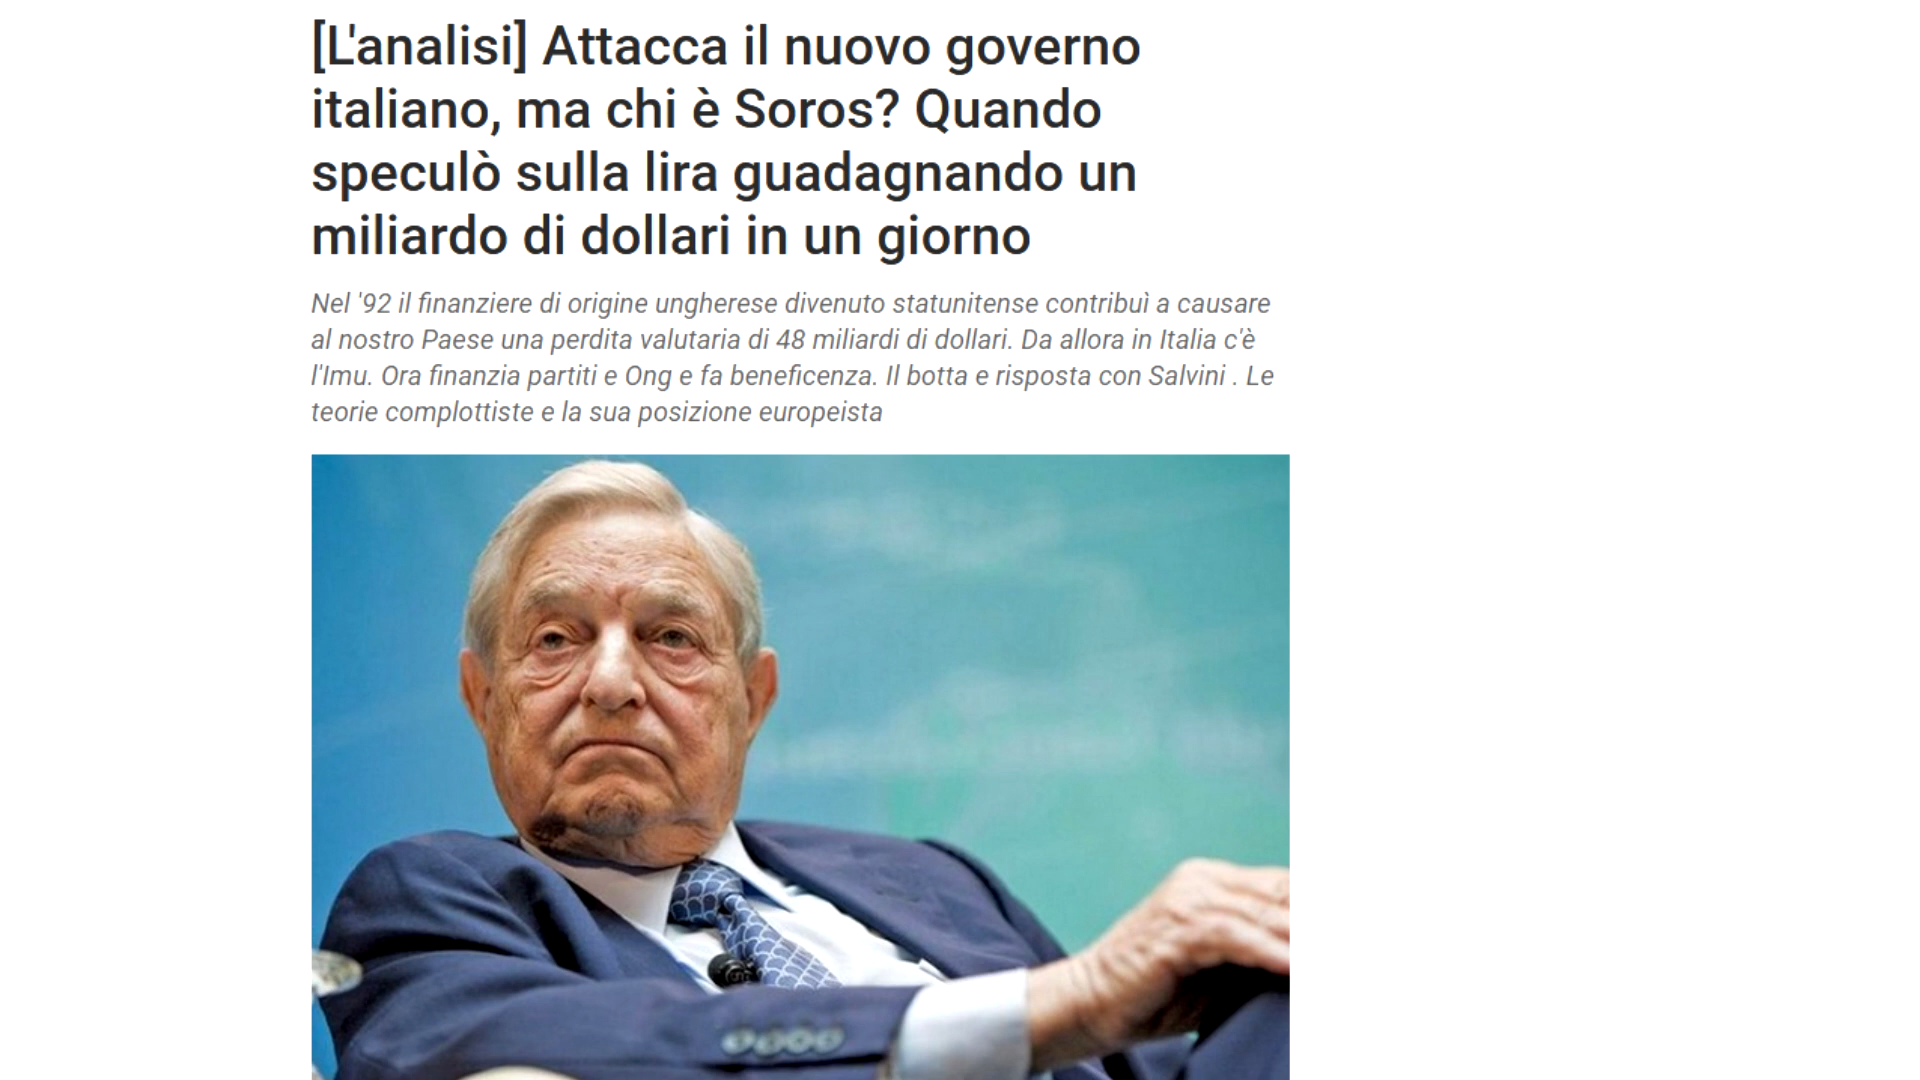 [L'analisi] Attacca il nuovo governo
italiano, ma chi è Soros? Quando
speculò sulla lira guadagnando un
miliardo di dollari in un giorno
Nel '92 il finanziere di origine ungherese divenuto statunitense contribuì a causare
al nostro Paese una perdita valutaria di 48 miliardi di dollari. Da allora in Italia c'è
l'Imu. Ora finanzia partiti e Ong e fa beneficenza. Il botta e risposta con Salvini . Le
teorie complottiste e la sua posizione europeista